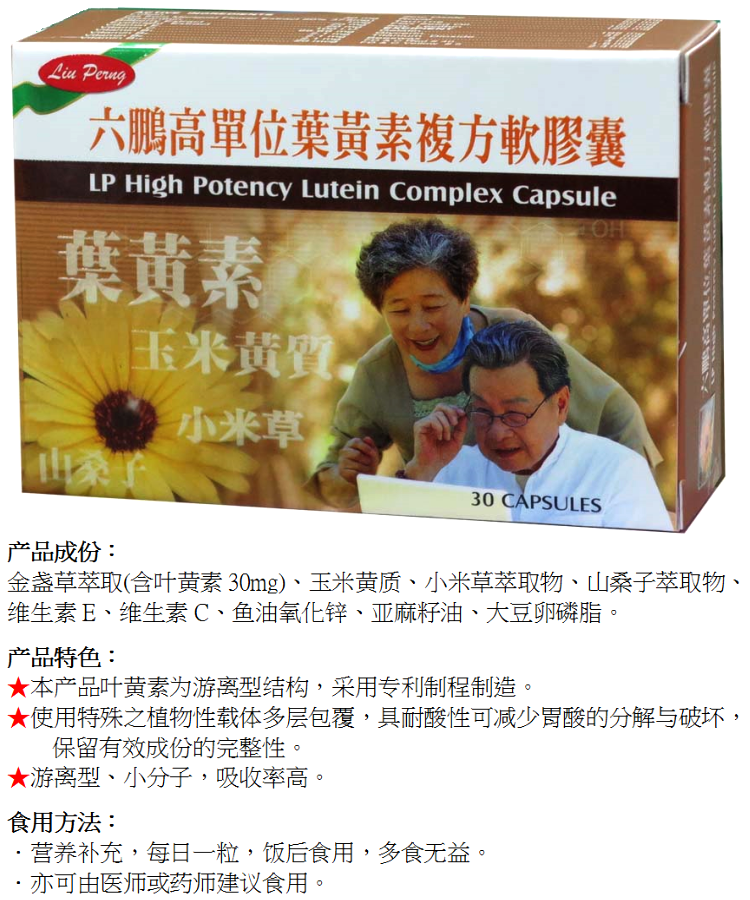 Liu Perng
六鵬高單位葉黃素複方軟膠囊
LP High Potency Lutein Complex Capsule
葉黃素
玉米黃質
小米草
山桑子
30 CAPSULES
产品成份：
金盏草萃取(含叶黄素 30mg)、玉米黄质、小米草萃取物、山桑子萃取物、
维生素 E、维生素 C、鱼油氧化锌、亚麻籽油、大豆卵磷脂。
产品特色：
★本产品叶黄素为游离型结构，采用专利制程制造。
★使用特殊之植物性载体多层包覆，具耐酸性可减少胃酸的分解与破坏，
保留有效成份的完整性。
★游离型、小分子，吸收率高。
食用方法：
．营养补充，每日一粒，饭后食用，多食无益。
．亦可由医师或药师建议食用。